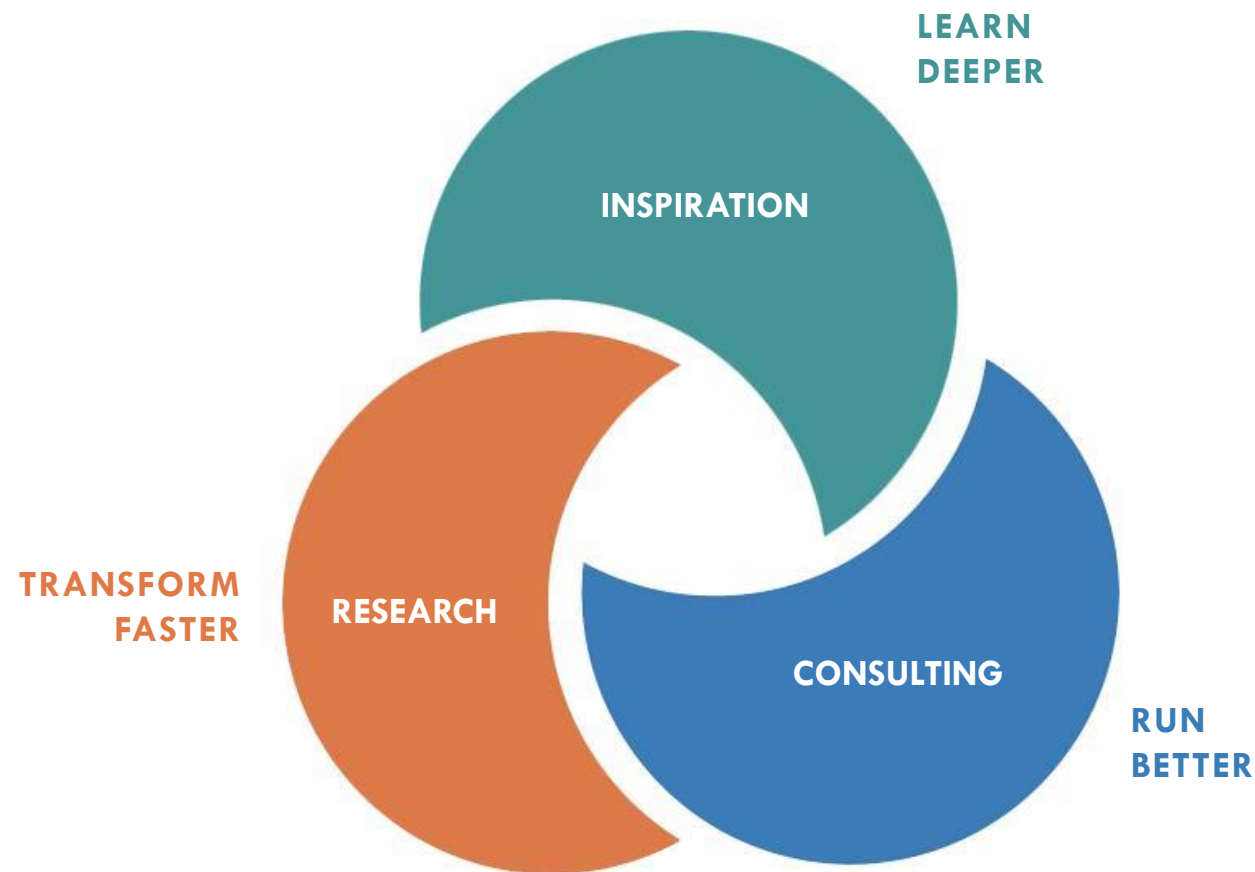 LEARN
DEEPER
INSPIRATION
TRANSFORM
FASTER
RESEARCH
CONSULTING
RUN
BETTER